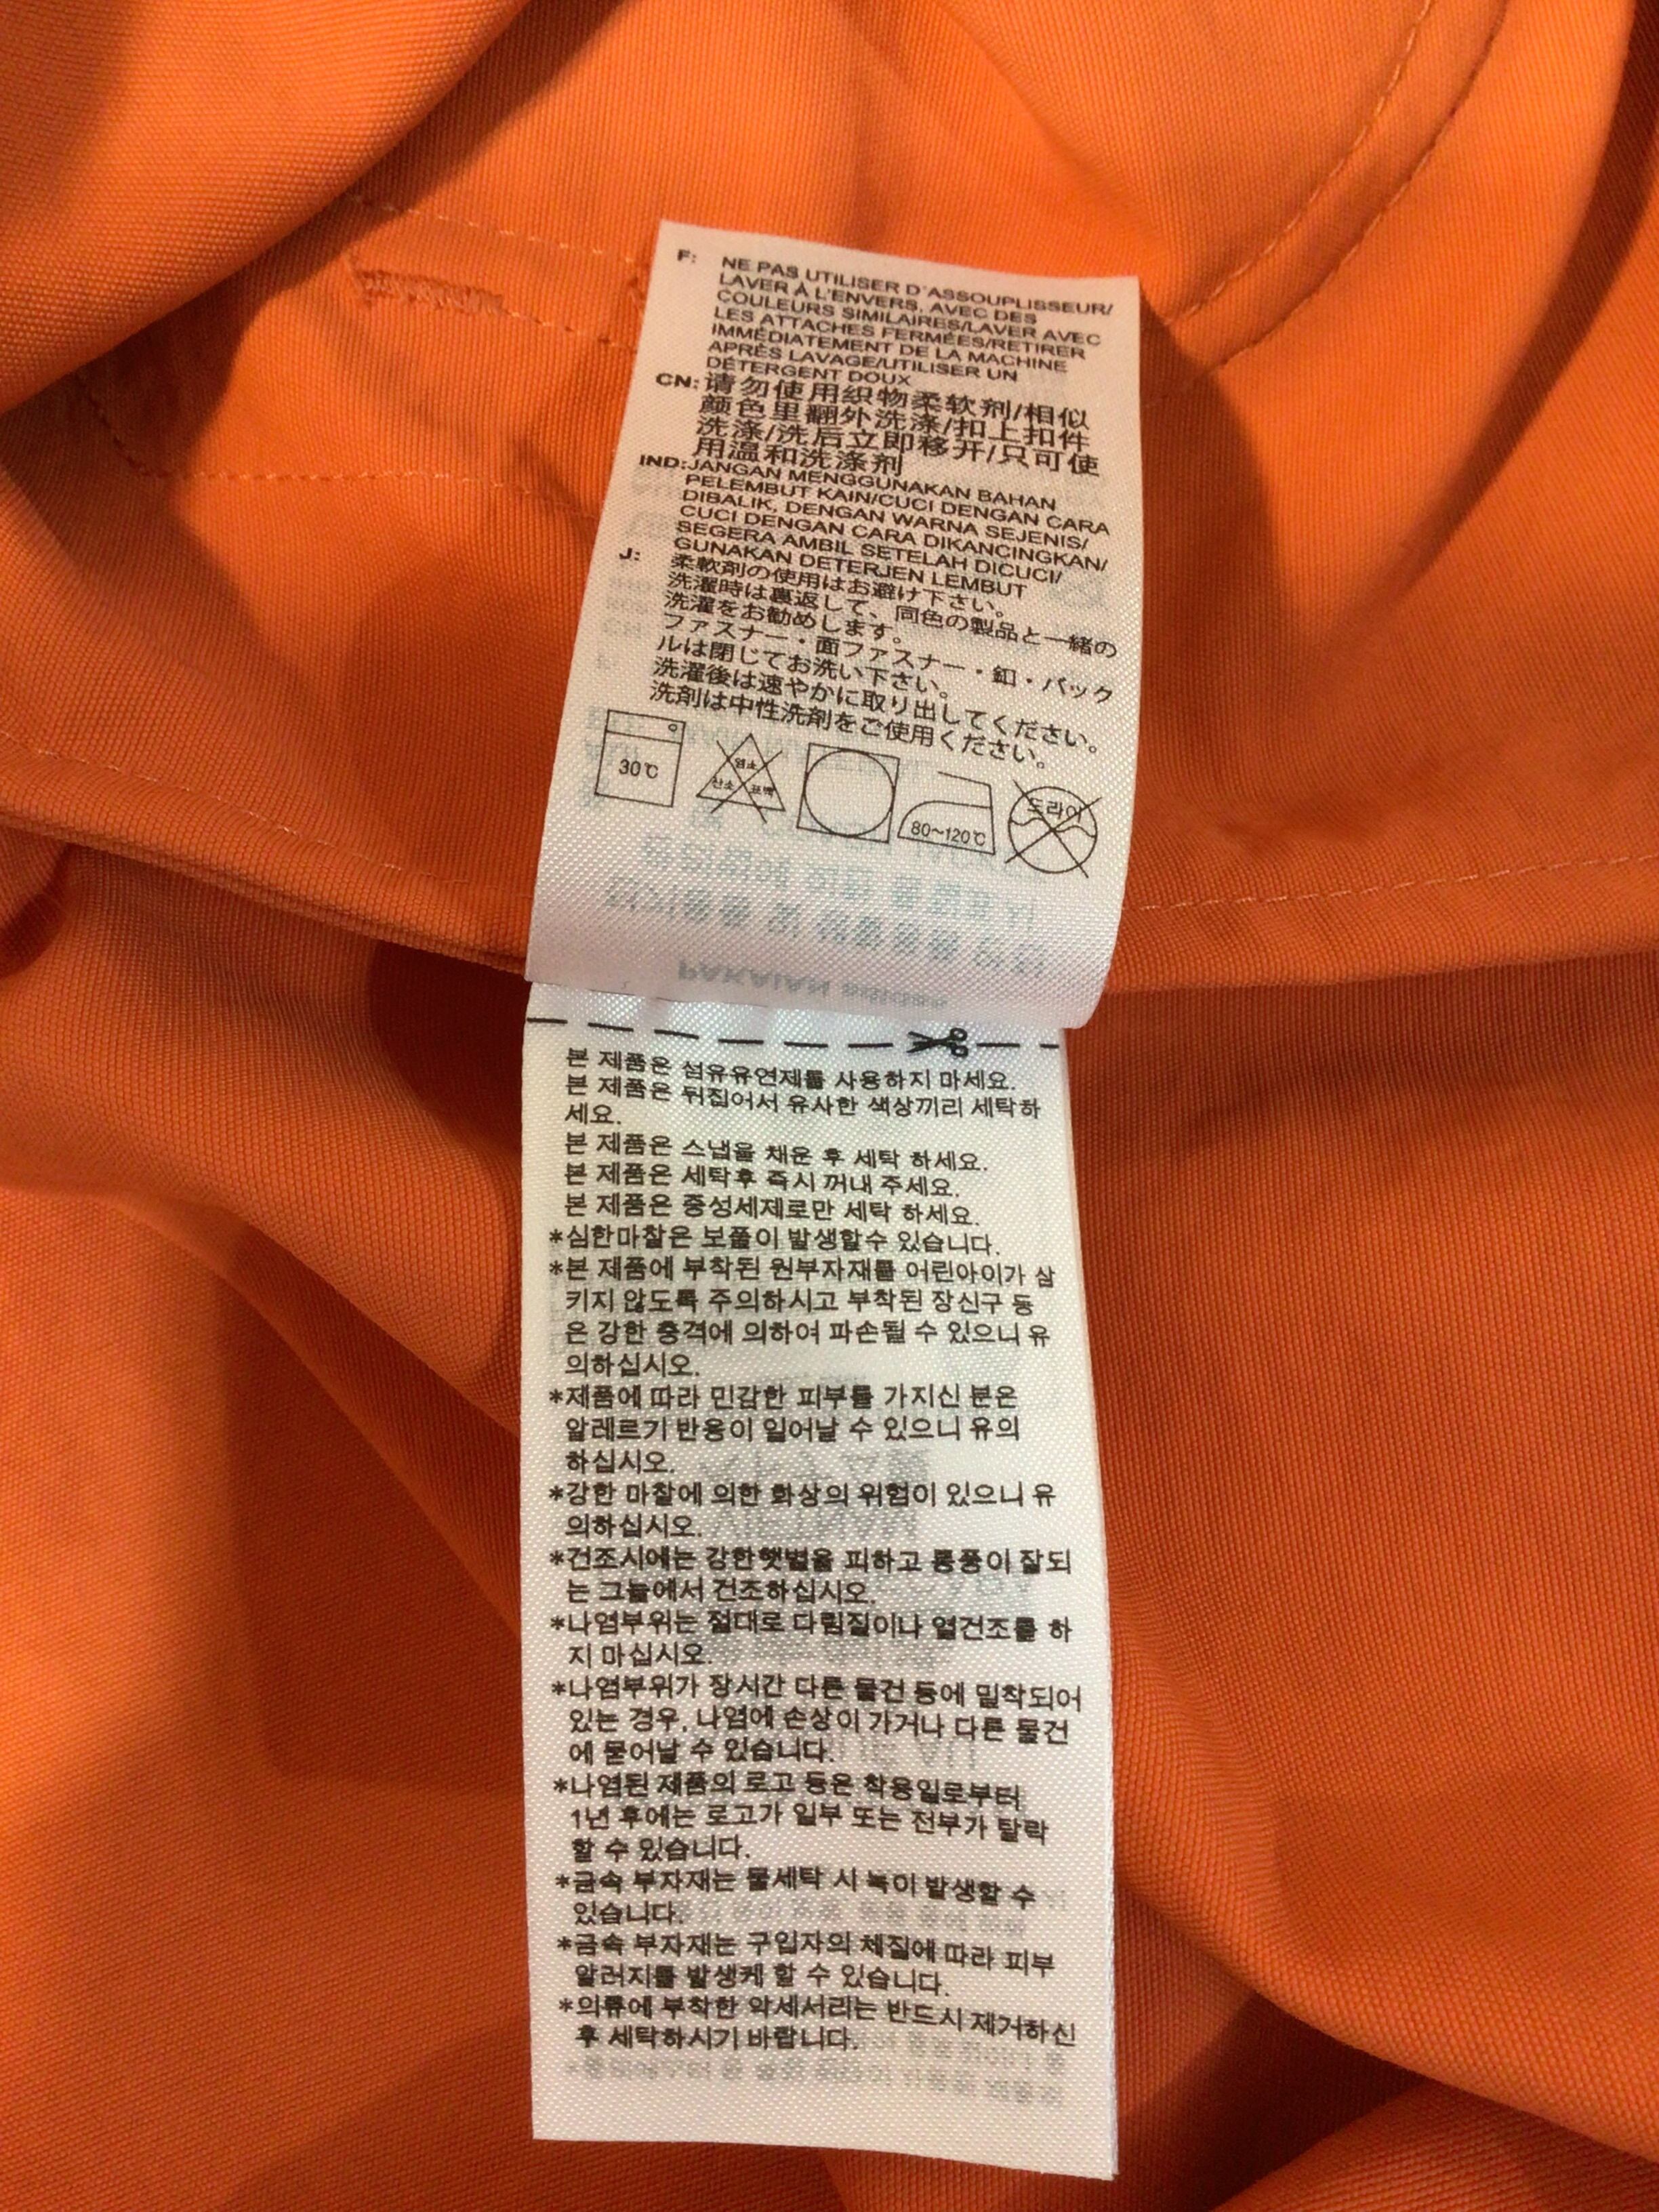 F: NE PAS UTILISER D'ASSOUPLISSEUR/
LAVER À L'ENVERS, AVEC DES
COULEURS SIMILAIRES/LAVER AVEC
LES ATTACHES FERMÉES/RETIRER
IMMÉDIATEMENT DE LA MACHINE
APRÈS LAVAGE/UTILISER UN
DÉTERGENT DOUX
CN: 请勿使用织物柔软剂/相似
颜色里翻外洗涤/扣上扣件
洗涤/洗后立即移开/只可使
用温和洗涤剂
IND: JANGAN MENGGUNAKAN BAHAN
PELEMBUT KAIN/CUCI DENGAN CARA
DIBALIK, DENGAN WARNA SEJENIS/
CUCI DENGAN CARA DIKANCINGKAN/
SEGERA AMBIL SETELAH DICUCI/
GUNAKAN DETERJEN LEMBUT
J: 柔軟剤の使用はお避け下さい。
洗濯時は裏返して、同色の製品と一緒の
洗濯をお勧めします。
ファスナー・面ファスナー・釦・バック
ルは閉じてお洗い下さい。
洗濯後は速やかに取り出してください。
洗剤は中性洗剤をご使用ください。
30℃ 염소 산소 표백 80~120℃ 드라이
본 제품은 섬유유연제를 사용하지 마세요.
본 제품은 뒤집어서 유사한 색상끼리 세탁하
세요.
본 제품은 스냅을 채운 후 세탁 하세요.
본 제품은 세탁후 즉시 꺼내 주세요.
본 제품은 중성세제로만 세탁 하세요.
*심한마찰은 보풀이 발생할수 있습니다.
*본 제품에 부착된 원부자재를 어린아이가 삼
키지 않도록 주의하시고 부착된 장신구 등
은 강한 충격에 의하여 파손될 수 있으니 유
의하십시오.
*제품에 따라 민감한 피부를 가지신 분은
알레르기 반응이 일어날 수 있으니 유의
하십시오.
*강한 마찰에 의한 화상의 위험이 있으니 유
의하십시오.
*건조시에는 강한햇볕을 피하고 통풍이 잘되
는 그늘에서 건조하십시오.
*나염부위는 절대로 다림질이나 열건조를 하
지 마십시오.
*나염부위가 장시간 다른 물건 등에 밀착되어
있는 경우, 나염에 손상이 가거나 다른 물건
에 묻어날 수 있습니다.
*나염된 제품의 로고 등은 착용일로부터
1년 후에는 로고가 일부 또는 전부가 탈락
할 수 있습니다.
*금속 부자재는 물세탁 시 녹이 발생할 수
있습니다.
*금속 부자재는 구입자의 체질에 따라 피부
알러지를 발생케 할 수 있습니다.
*의류에 부착한 악세서리는 반드시 제거하신
후 세탁하시기 바랍니다.